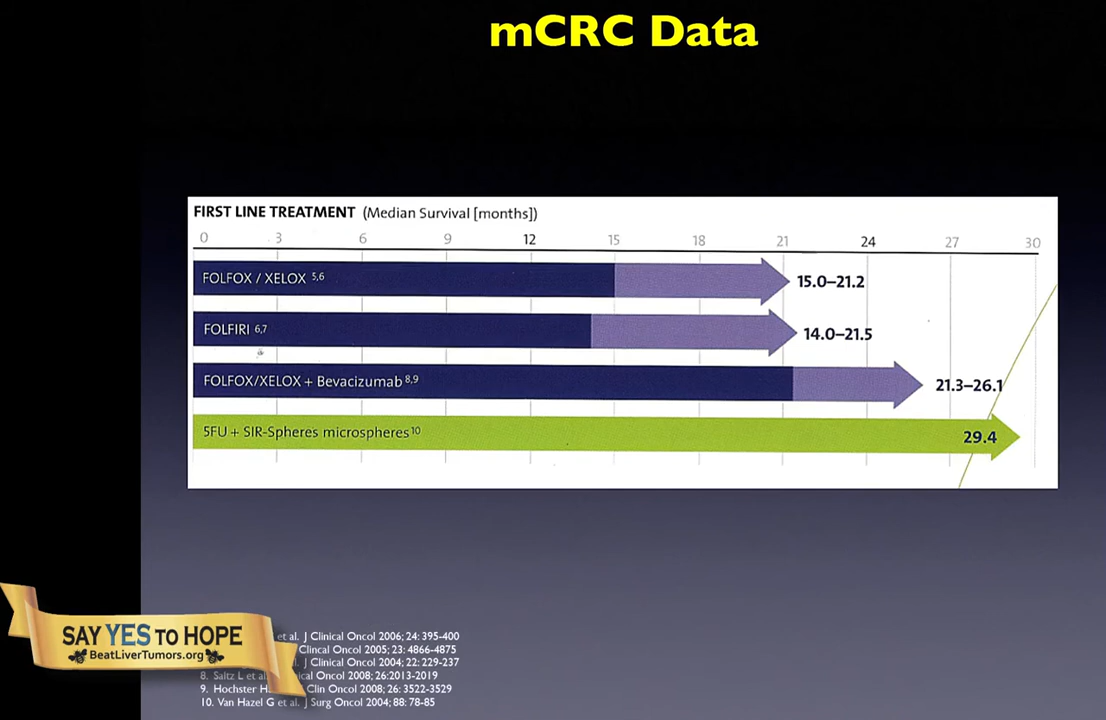 mCRC Data
FIRST LINE TREATMENT (Median Survival [months])
0 3 6 9 12 15 18 21 24 27 30
FOLFOX / XELOX 5,6 15.0–21.2
FOLFIRI 6,7 14.0–21.5
FOLFOX/XELOX + Bevacizumab 8,9 21.3–26.1
5FU + SIR-Spheres microspheres 10 29.4
SAY YES TO HOPE
BeatLiverTumors.org
et al. J Clinical Oncol 2006; 24: 395-400
Clincal Oncol 2005; 23: 4866-4875
J Clinical Oncol 2004; 22: 229-237
8. Saltz L et al ical Oncol 2008; 26:2013-2019
9. Hochster H. Clin Oncol 2008; 26: 3522-3529
10. Van Hazel G et al. J Surg Oncol 2004; 88: 78-85